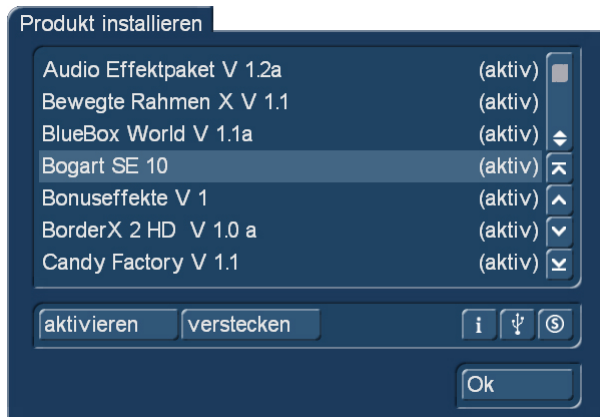 Produkt installieren
Audio Effektpaket V 1.2a (aktiv)
Bewegte Rahmen X V 1.1 (aktiv)
BlueBox World V 1.1a (aktiv)
Bogart SE 10 (aktiv)
Bonuseffekte V 1 (aktiv)
BorderX 2 HD V 1.0 a (aktiv)
Candy Factory V 1.1 (aktiv)
aktivieren verstecken i S
Ok